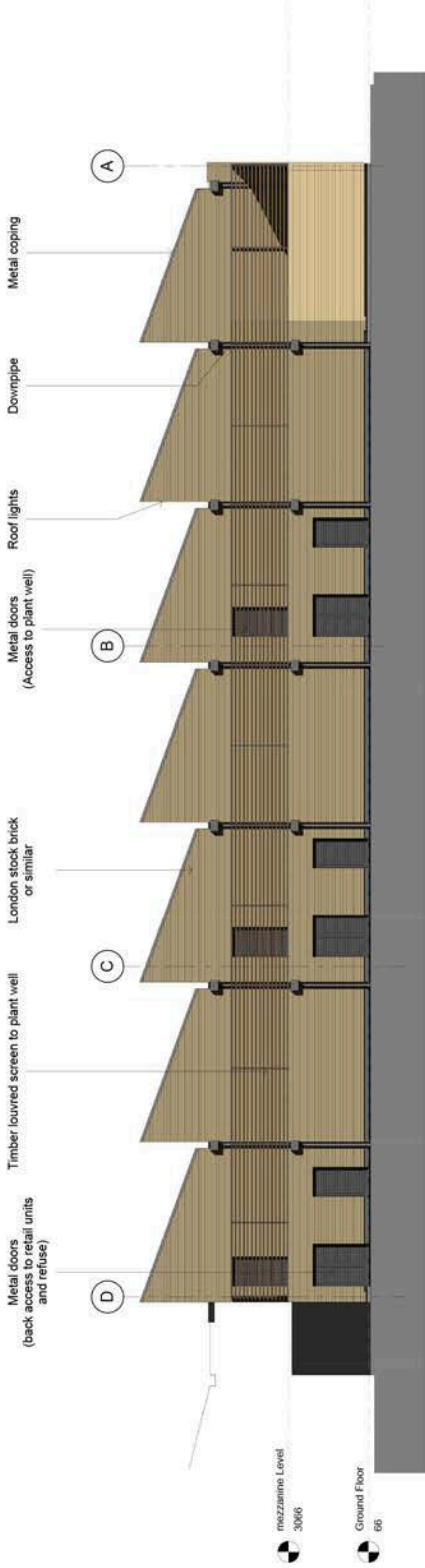 Metal doors
(back access to retail units
and refuse)
Timber louvred screen to plant well
London stock brick
or similar
Metal doors
(Access to plant well)
Roof lights
Downpipe
Metal coping
D
C
B
A
mezzanine Level
3066
Ground Floor
66